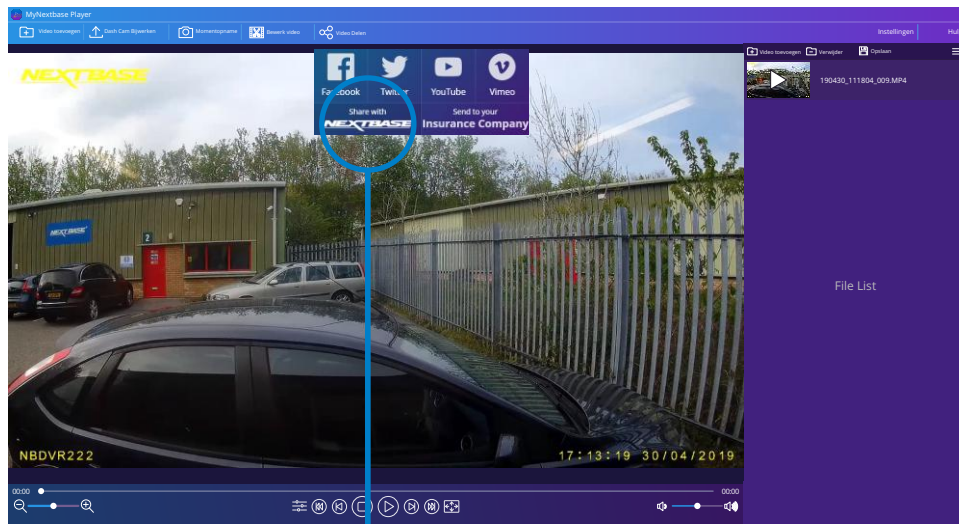 MyNextbase Player
Video toevoegen Dash Cam Bijwerken Momentopname Bewerk video Video Delen Instellingen Hul
Video toevoegen Verwijder Opslaan
NEXTBASE
Facebook Twitter YouTube Vimeo
Share with Send to your
NEXTBASE Insurance Company
190430_111804_009.MP4
NEXTBASE
2
File List
NBDVR222 17:13:19 30/04/2019
00:00 00:00